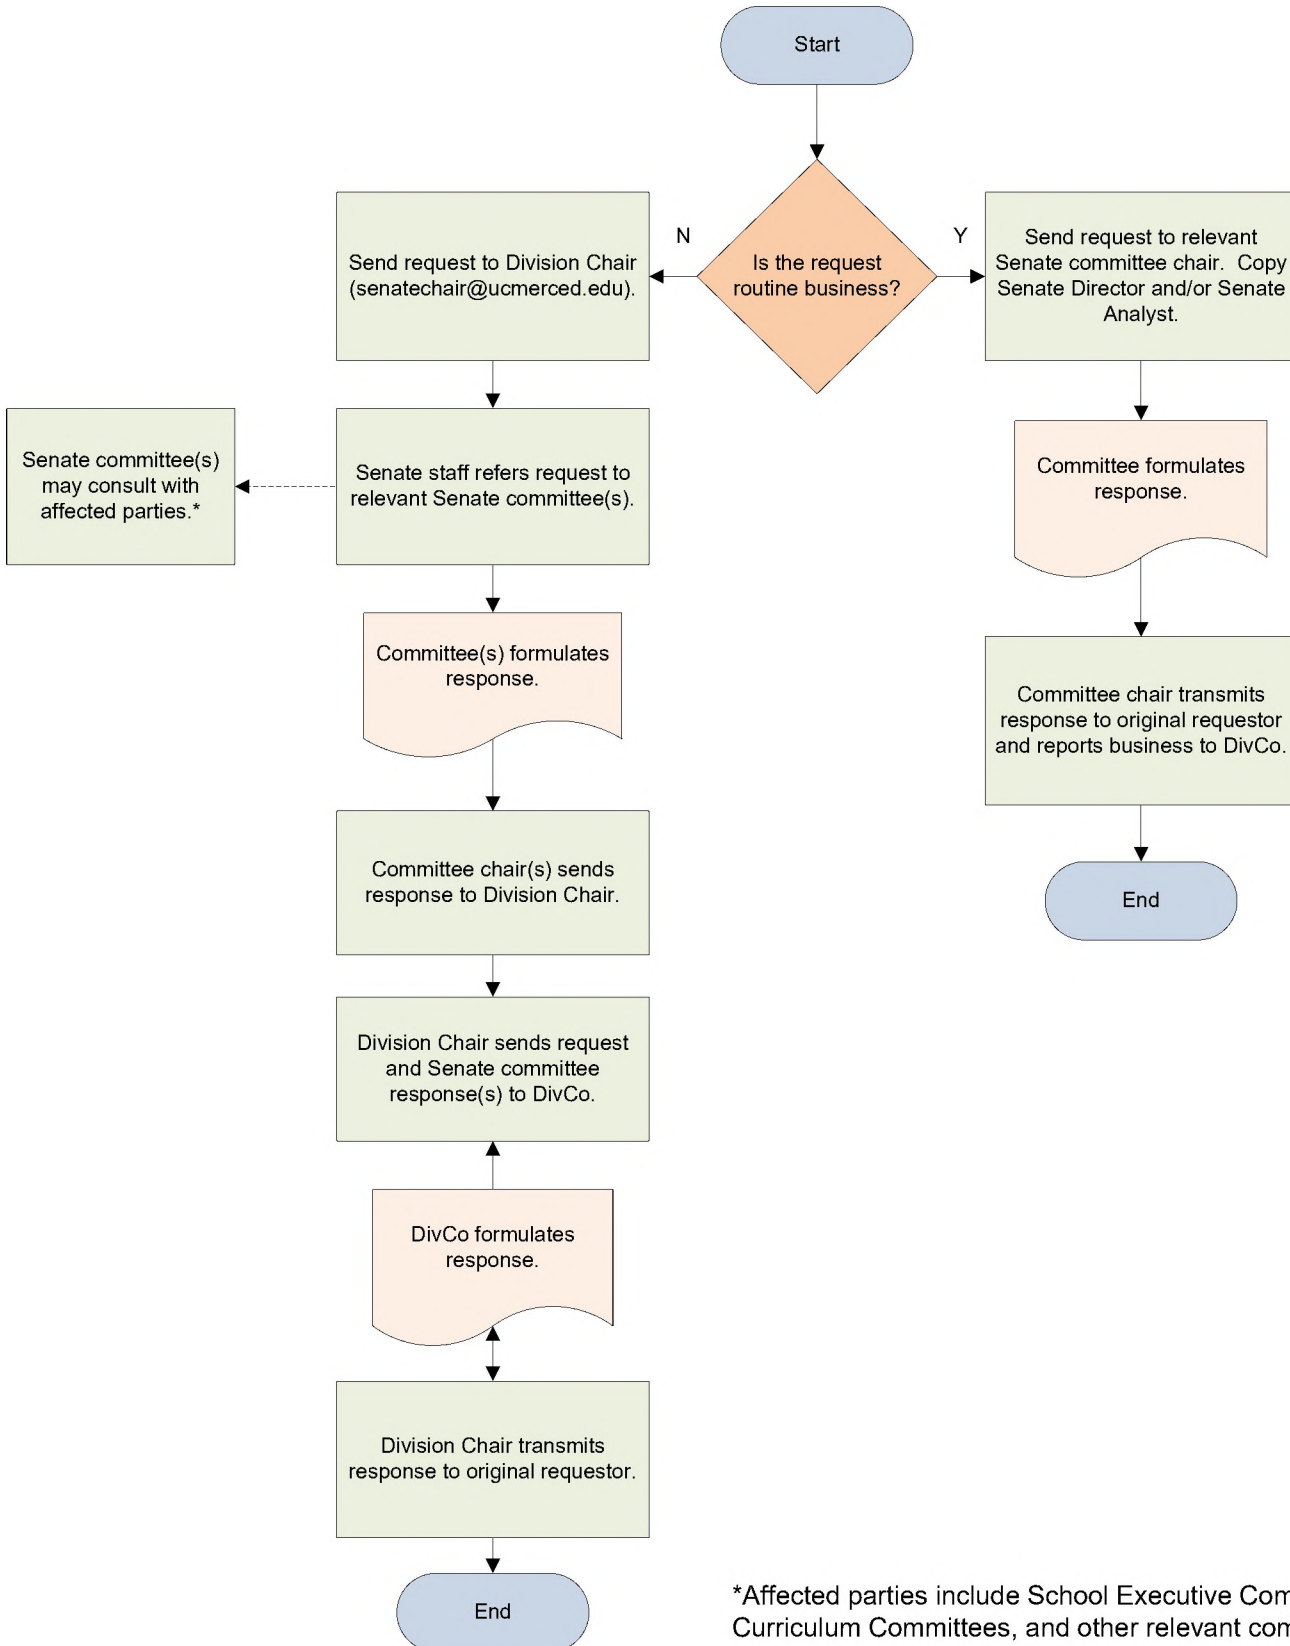 Start
Is the request
routine business?
N
Y
Send request to Division Chair
(senatechair@ucmerced.edu).
Send request to relevant
Senate committee chair.  Copy
Senate Director and/or Senate
Analyst.
Senate committee(s)
may consult with
affected parties.*
Senate staff refers request to
relevant Senate committee(s).
Committee formulates
response.
Committee(s) formulates
response.
Committee chair transmits
response to original requestor
and reports business to DivCo.
Committee chair(s) sends
response to Division Chair.
End
Division Chair sends request
and Senate committee
response(s) to DivCo.
DivCo formulates
response.
Division Chair transmits
response to original requestor.
End
*Affected parties include School Executive
Curriculum Committees, and other relevant